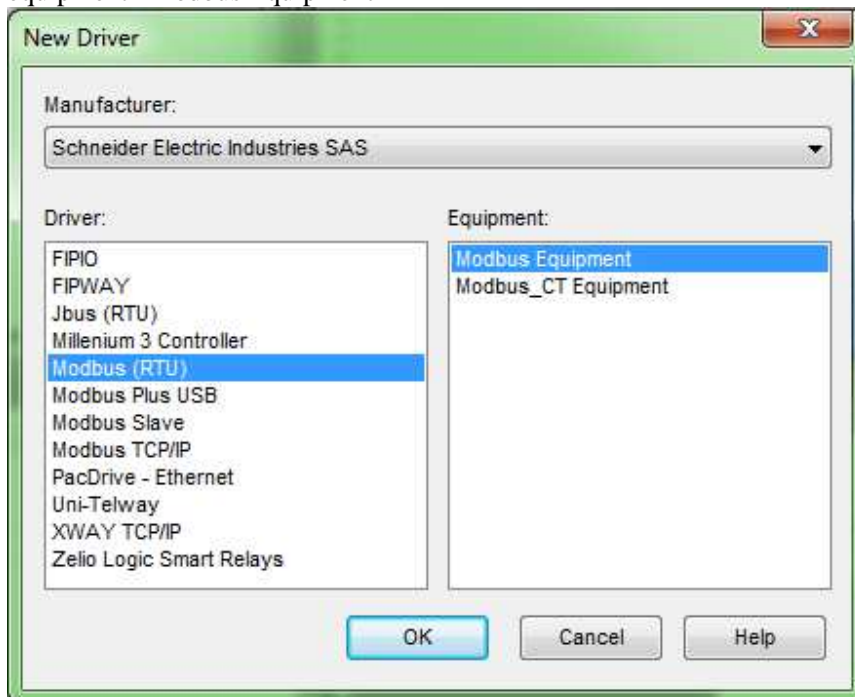 New Driver
Manufacturer:
Schneider Electric Industries SAS
Driver:
FIPIO
FIPWAY
Jbus (RTU)
Millenium 3 Controller
Modbus (RTU)
Modbus Plus USB
Modbus Slave
Modbus TCP/IP
PacDrive - Ethernet
Uni-Telway
XWAY TCP/IP
Zelio Logic Smart Relays
Equipment:
Modbus Equipment
Modbus_CT Equipment
OK
Cancel
Help